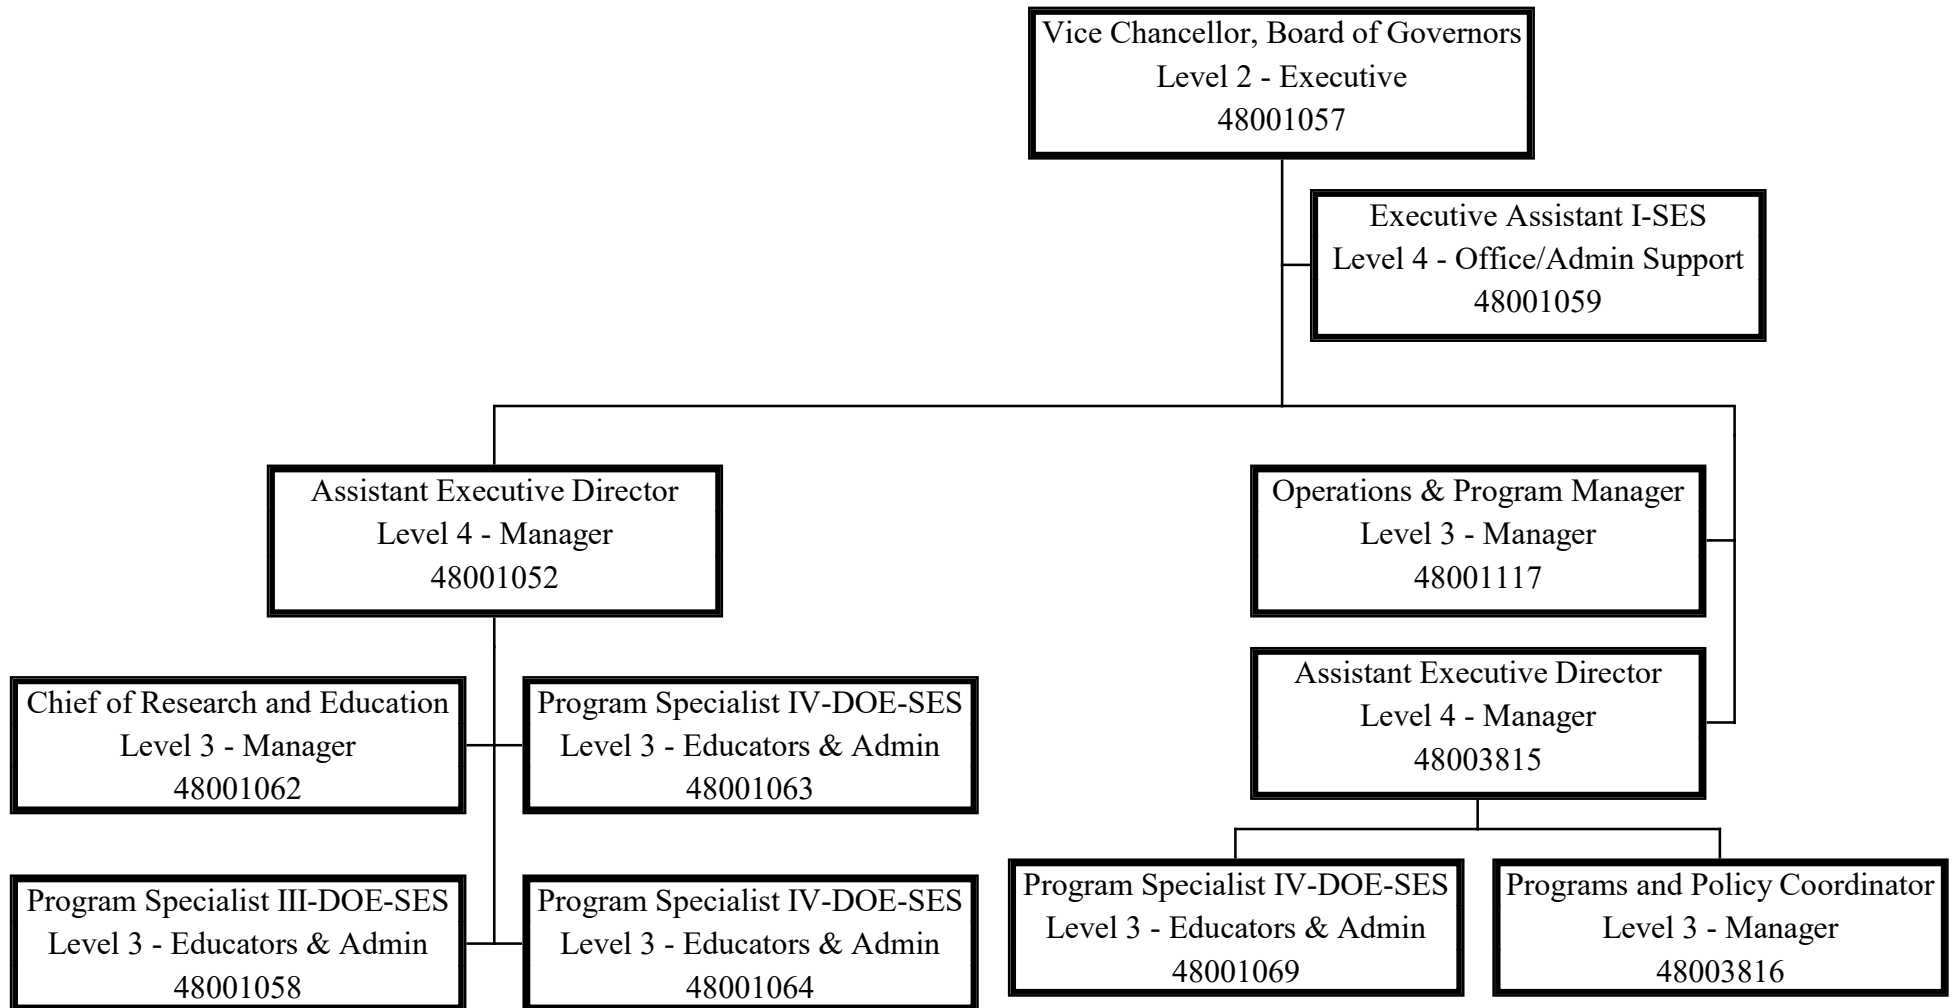 Vice Chancellor, Board of Governors
Level 2 - Executive
48001057
Executive Assistant I-SES
Level 4 - Office/Admin Support
48001059
Assistant Executive Director
Level 4 - Manager
48001052
Operations & Program Manager
Level 3 - Manager
48001117
Assistant Executive Director
Level 4 - Manager
48003815
Chief of Research and Education
Level 3 - Manager
48001062
Program Specialist IV-DOE-SES
Level 3 - Educators & Admin
48001063
Program Specialist III-DOE-SES
Level 3 - Educators & Admin
48001058
Program Specialist IV-DOE-SES
Level 3 - Educators & Admin
48001064
Program Specialist IV-DOE-SES
Level 3 - Educators & Admin
48001069
Programs and Policy Coordinator
Level 3 - Manager
48003816